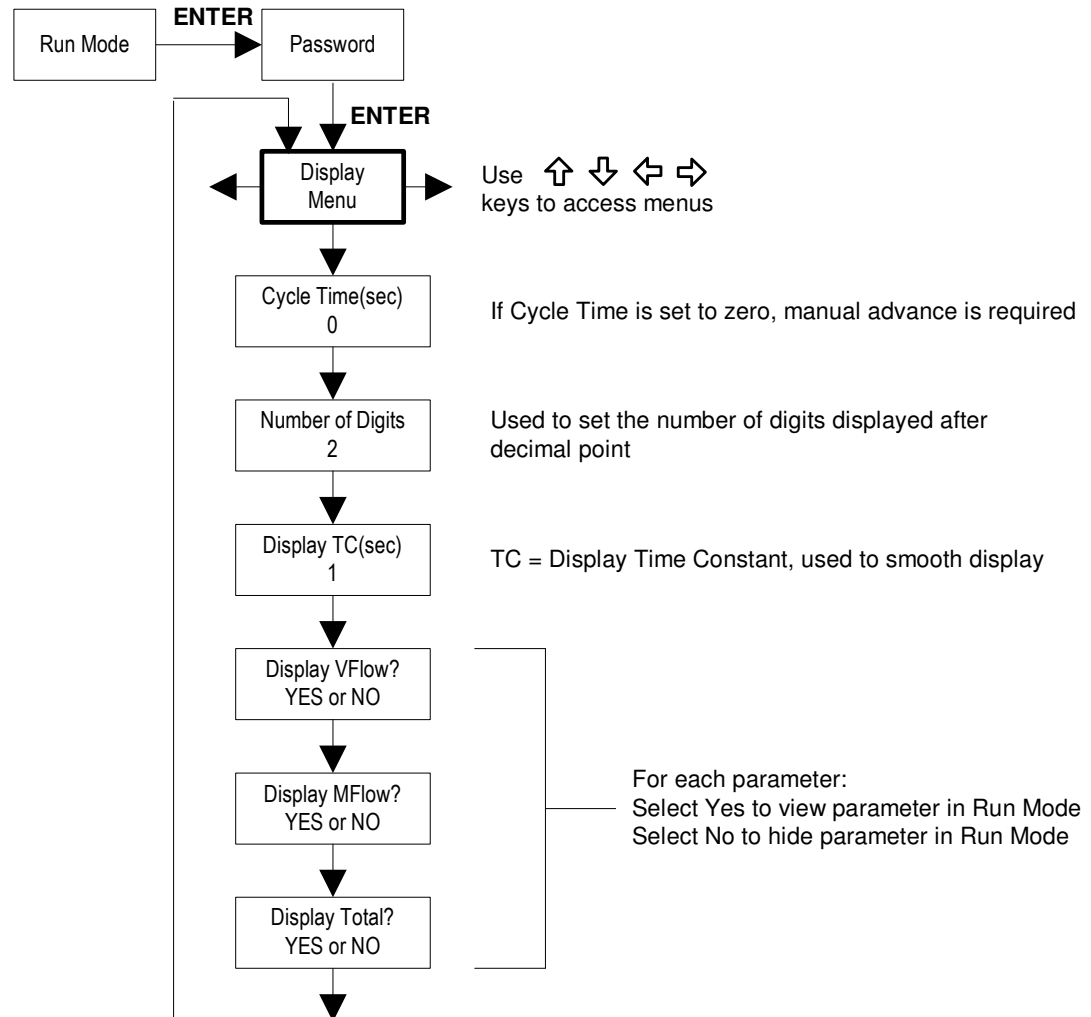 ENTER
Run Mode
Password
ENTER
Display
Menu
Use
keys to access menus
Cycle Time(sec)
0
If Cycle Time is set to zero, manual advance is required
Number of Digits
2
Used to set the number of digits displayed after
decimal point
Display TC(sec)
1
TC = Display Time Constant, used to smooth display
Display VFlow?
YES or NO
Display MFlow?
YES or NO
For each parameter:
Select Yes to view parameter in Run Mode
Select No to hide parameter in Run Mode
Display Total?
YES or NO